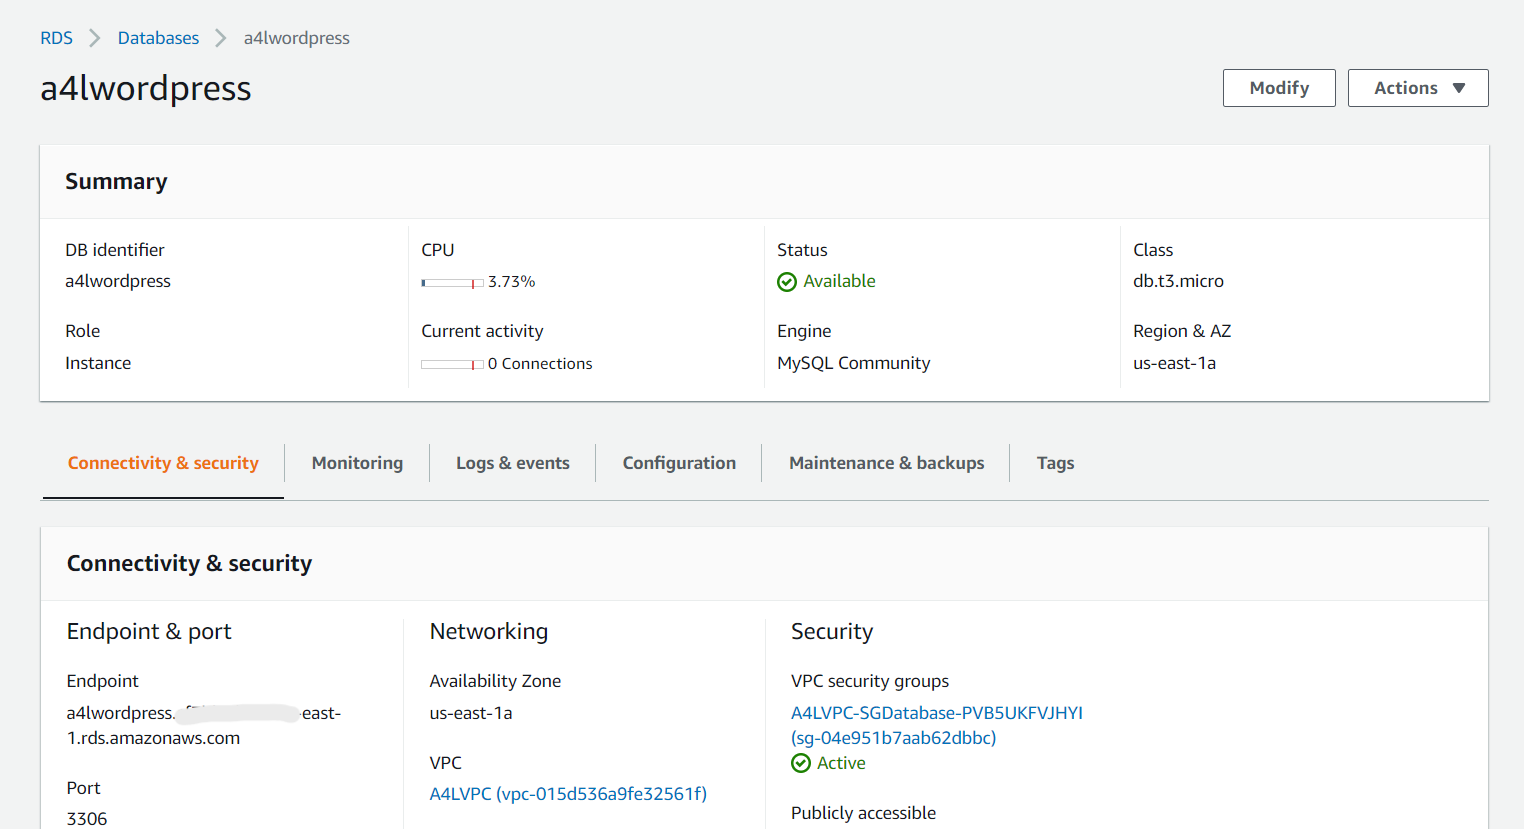 RDS > Databases > a4lwordpress
a4lwordpress
Modify
Actions
Summary
DB identifier
a4lwordpress
CPU
3.73%
Status
Available
Class
db.t3.micro
Role
Instance
Current activity
0 Connections
Engine
MySQL Community
Region & AZ
us-east-1a
Connectivity & security
Monitoring
Logs & events
Configuration
Maintenance & backups
Tags
Connectivity & security
Endpoint & port
Endpoint
a4lwordpress. -east-
1.rds.amazonaws.com
Port
3306
Networking
Availability Zone
us-east-1a
VPC
A4LVPC (vpc-015d536a9fe32561f)
Security
VPC security groups
A4LVPC-SGDatabase-PVB5UKFVJHYI
(sg-04e951b7aab62dbbc)
Active
Publicly accessible